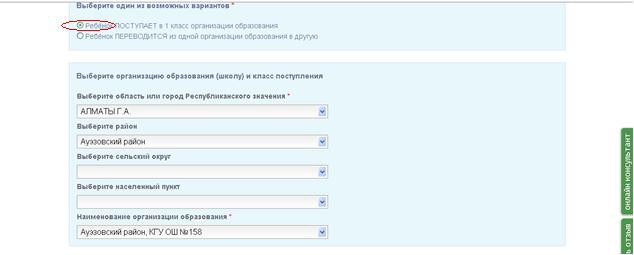 Выберите один из возможных вариантов *
Ребёнок ПОСТУПАЕТ в 1 класс организации образования
Ребёнок ПЕРЕВОДИТСЯ из одной организации образования в другую
Выберите организацию образования (школу) и класс поступления
Выберите область или город Республиканского значения *
АЛМАТЫ Г.А.
Выберите район
Ауэзовский район
Выберите сельский округ
Выберите населенный пункт
Наименование организации образования *
Ауэзовский район, КГУ ОШ №158
онлайн консультант
отзыв